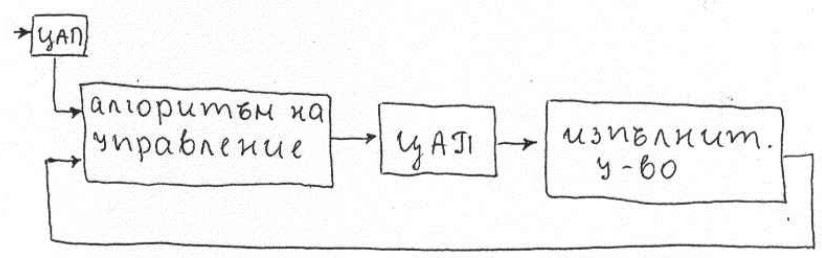 ЦАП
алгоритъм на
управление
ЦАП
изпълнит.
у-во